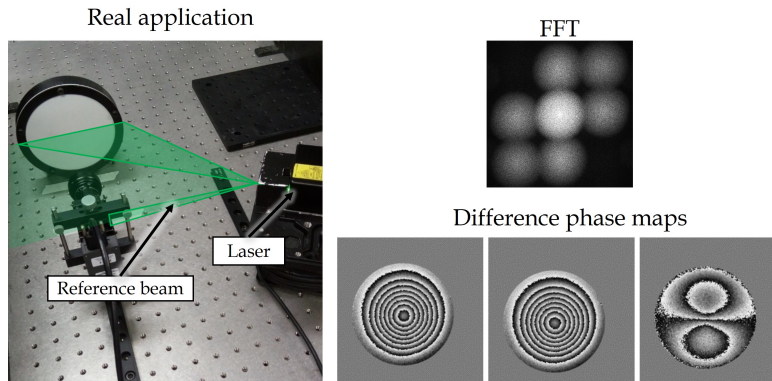 Real application
FFT
Difference phase maps
Laser
Reference beam